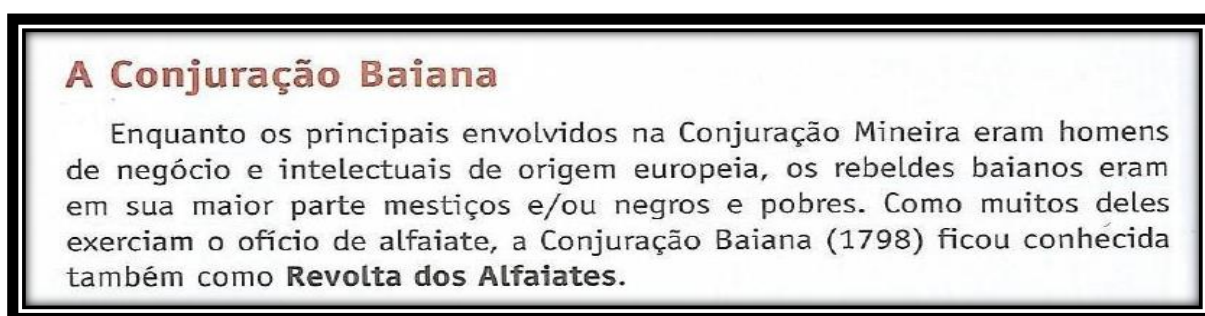 A Conjuração Baiana
Enquanto os principais envolvidos na Conjuração Mineira eram homens
de negócio e intelectuais de origem europeia, os rebeldes baianos eram
em sua maior parte mestiços e/ou negros e pobres. Como muitos deles
exerciam o ofício de alfaiate, a Conjuração Baiana (1798) ficou conhecida
também como Revolta dos Alfaiates.